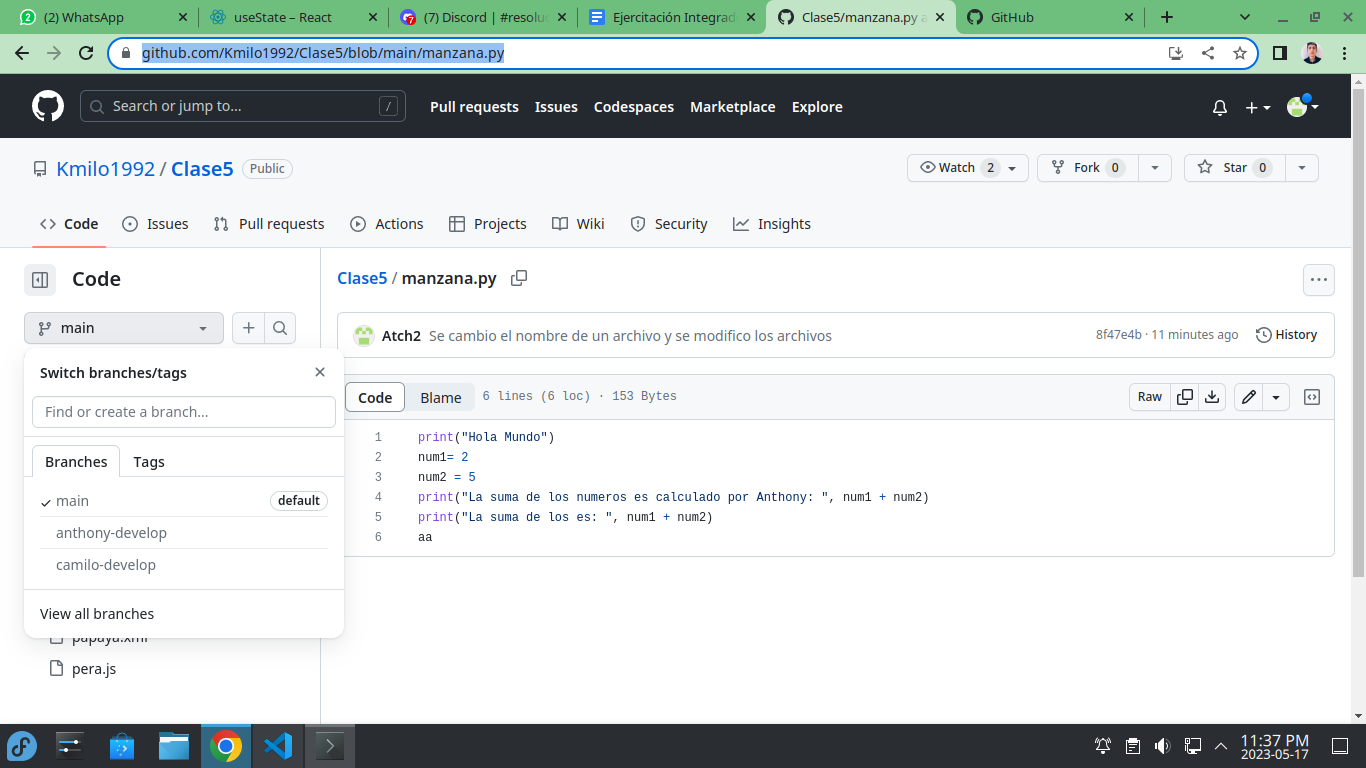 (2) WhatsApp
useState – React
(7) Discord | #resoluc
Ejercitación Integrad
Clase5/manzana.py a
GitHub
github.com/Kmilo1992/Clase5/blob/main/manzana.py
Search or jump to...
/
Pull requests
Issues
Codespaces
Marketplace
Explore
Kmilo1992 / Clase5 Public
Watch 2
Fork 0
Star 0
Code
Issues
Pull requests
Actions
Projects
Wiki
Security
Insights
Code
main
Switch branches/tags
Find or create a branch...
Branches
Tags
main default
anthony-develop
camilo-develop
View all branches
papaya.xml
pera.js
Clase5 / manzana.py
Atch2 Se cambio el nombre de un archivo y se modifico los archivos
8f47e4b · 11 minutes ago
History
Code
Blame
6 lines (6 loc) · 153 Bytes
Raw
1 print("Hola Mundo")
2 num1= 2
3 num2 = 5
4 print("La suma de los numeros es calculado por Anthony: ", num1 + num2)
5 print("La suma de los es: ", num1 + num2)
6 aa
11:37 PM
2023-05-17